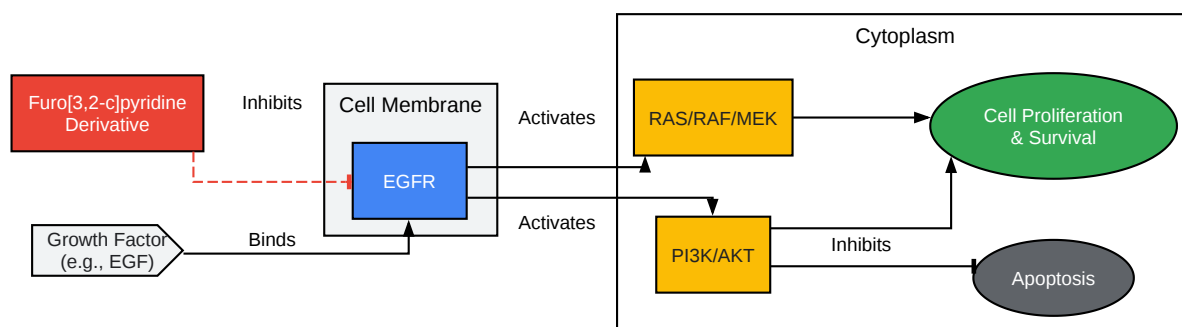 Cytoplasm
Furo[3,2-c]pyridine
Derivative
Inhibits
Cell Membrane
EGFR
Activates
RAS/RAF/MEK
Cell Proliferation
& Survival
Growth Factor
(e.g., EGF)
Binds
Activates
PI3K/AKT
Inhibits
Apoptosis